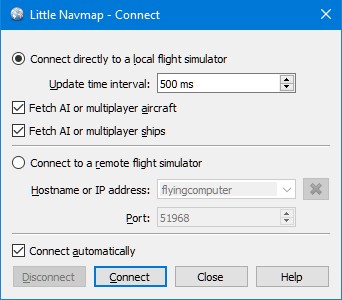 Little Navmap - Connect
Connect directly to a local flight simulator
Update time interval: 500 ms
Fetch AI or multiplayer aircraft
Fetch AI or multiplayer ships
Connect to a remote flight simulator
Hostname or IP address: flyingcomputer
Port: 51968
Connect automatically
Disconnect Connect Close Help